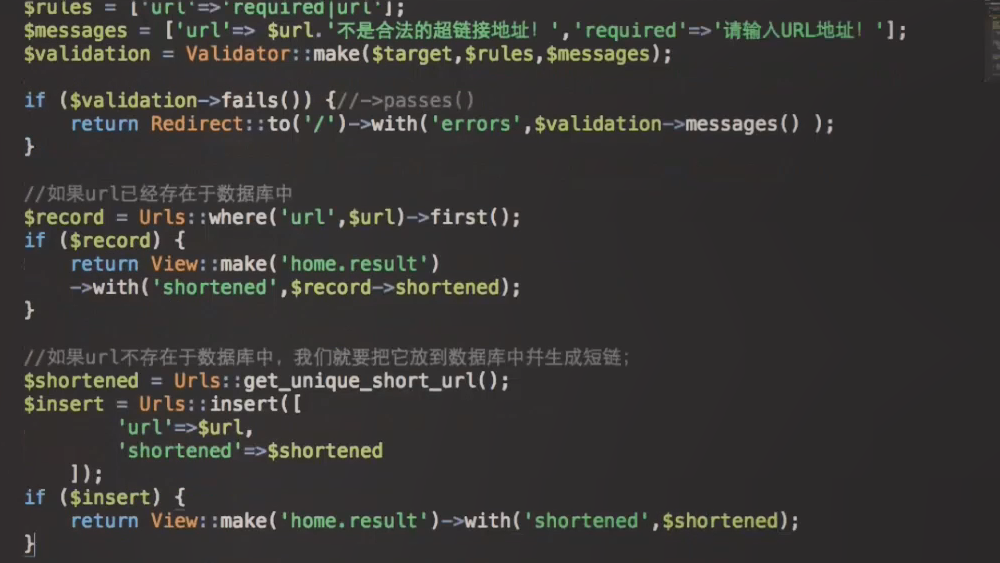 $rules = ['url'=>'required|url'];
$messages = ['url'=> $url.'不是合法的超链接地址! ','required'=>'请输入URL地址! '];
$validation = Validator::make($target,$rules,$messages);
if ($validation->fails()) {//->passes()
return Redirect::to('/')->with('errors',$validation->messages() );
}
//如果url已经存在于数据库中
$record = Urls::where('url',$url)->first();
if ($record) {
return View::make('home.result')
->with('shortened',$record->shortened);
}
//如果url不存在于数据库中, 我们就要把它放到数据库中并生成短链;
$shortened = Urls::get_unique_short_url();
$insert = Urls::insert([
'url'=>$url,
'shortened'=>$shortened
]);
if ($insert) {
return View::make('home.result')->with('shortened',$shortened);
}